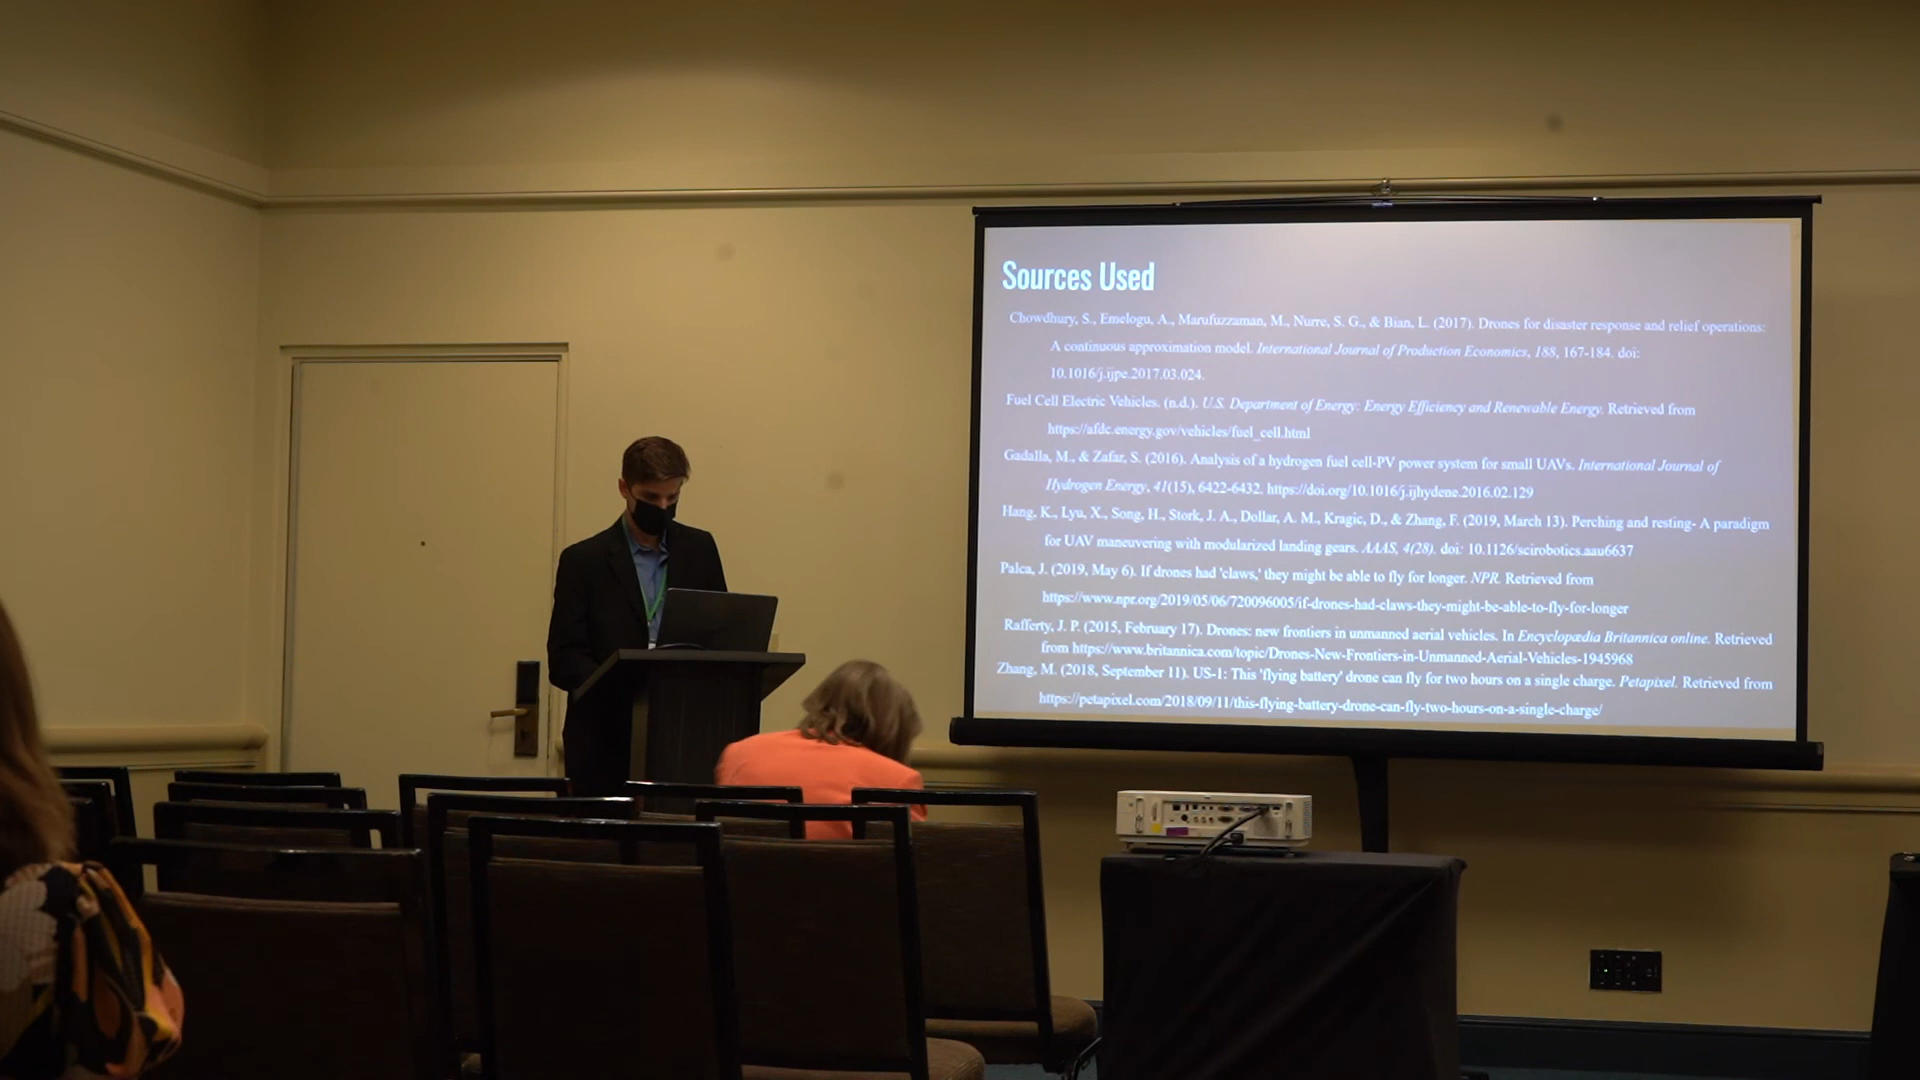 Sources Used
Chowdhury, S., Emelogu, A., Marufuzzaman, M., Nurre, S. G., & Bian, L. (2017). Drones for disaster response and relief operations:
A continuous approximation model. International Journal of Production Economics, 188, 167-184. doi:
10.1016/j.ijpe.2017.03.024.
Fuel Cell Electric Vehicles. (n.d.). U.S. Department of Energy: Energy Efficiency and Renewable Energy. Retrieved from
https://afdc.energy.gov/vehicles/fuel_cell.html
Gadalla, M., & Zafar, S. (2016). Analysis of a hydrogen fuel cell-PV power system for small UAVs. International Journal of
Hydrogen Energy, 41(15), 6422-6432. https://doi.org/10.1016/j.ijhydene.2016.02.129
Hang, K., Lyu, X., Song, H., Stork, J. A., Dollar, A. M., Kragic, D., & Zhang, F. (2019, March 13). Perching and resting- A paradigm
for UAV maneuvering with modularized landing gears. AAAS, 4(28). doi: 10.1126/scirobotics.aau6637
Palca, J. (2019, May 6). If drones had 'claws,' they might be able to fly for longer. NPR. Retrieved from
https://www.npr.org/2019/05/06/720096005/if-drones-had-claws-they-might-be-able-to-fly-for-longer
Rafferty, J. P. (2015, February 17). Drones: new frontiers in unmanned aerial vehicles. In Encyclopædia Britannica online. Retrieved
from https://www.britannica.com/topic/Drones-New-Frontiers-in-Unmanned-Aerial-Vehicles-1945968
Zhang, M. (2018, September 11). US-1: This 'flying battery' drone can fly for two hours on a single charge. Petapixel. Retrieved from
https://petapixel.com/2018/09/11/this-flying-battery-drone-can-fly-two-hours-on-a-single-charge/